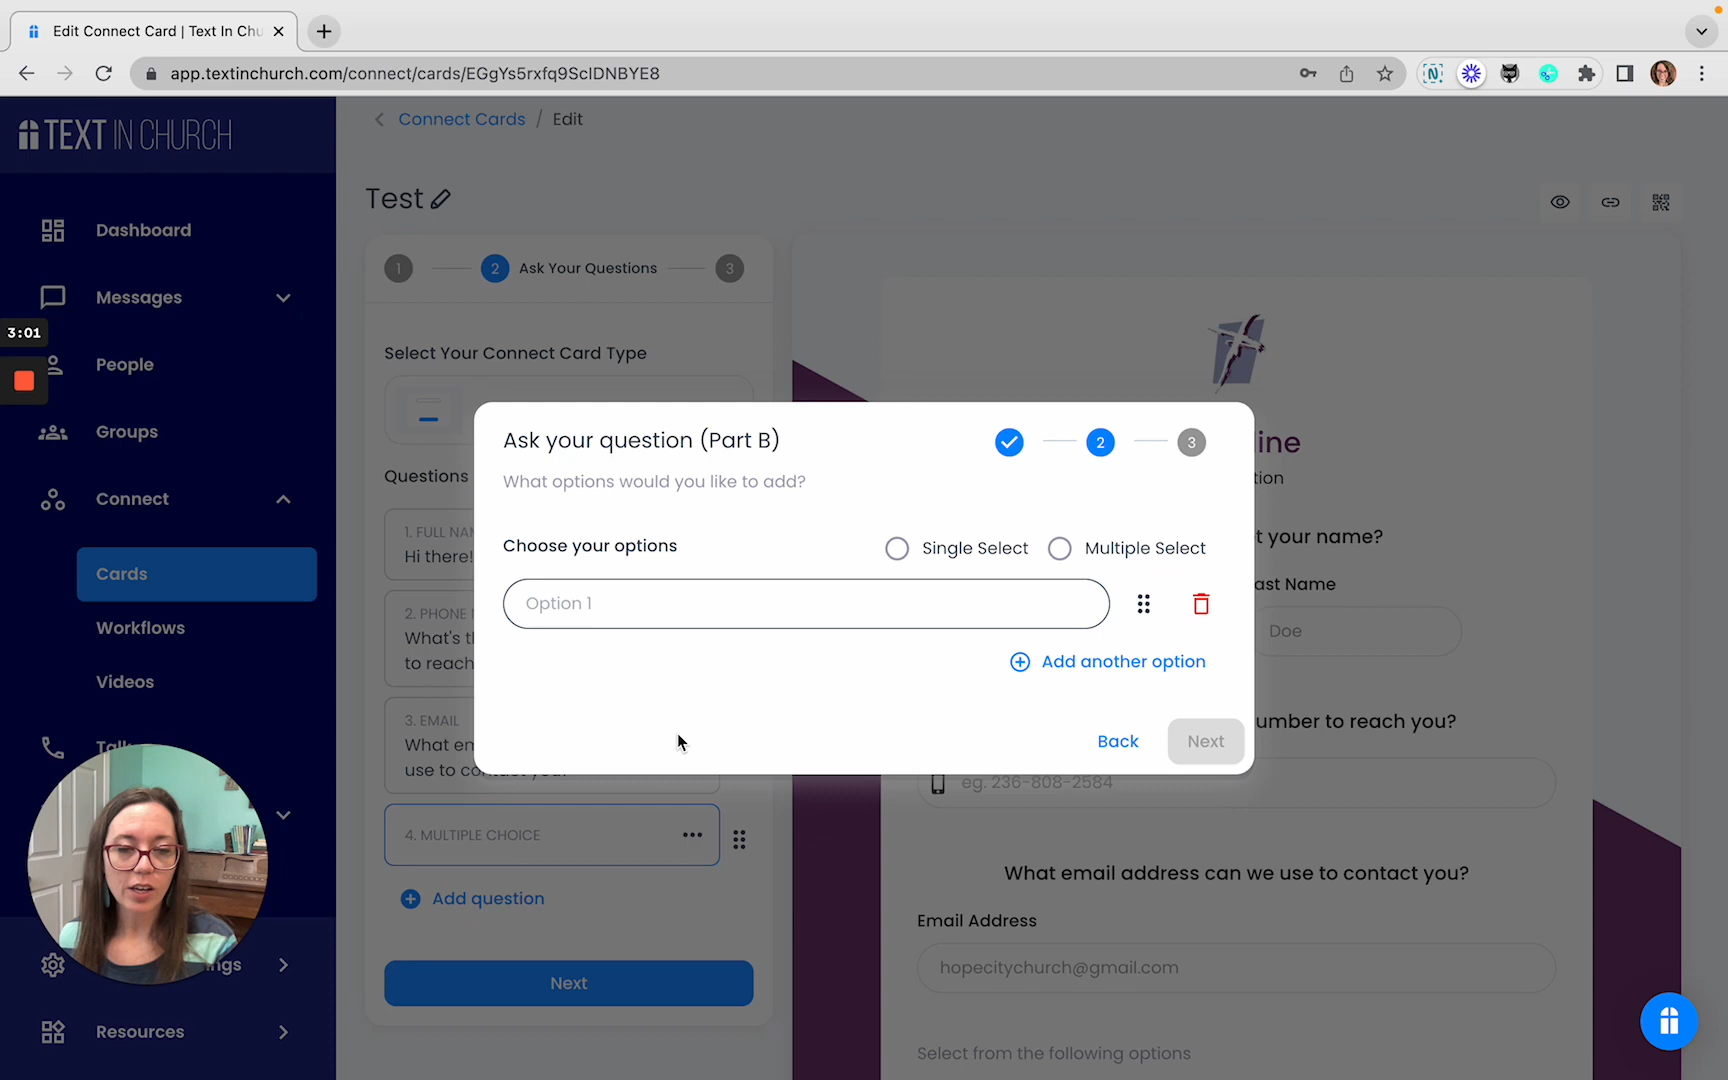 Edit Connect Card | Text In Chu
app.textinchurch.com/connect/cards/EGgYs5rxfq9ScIDNBYE8
TEXT IN CHURCH
Connect Cards / Edit
Test
Dashboard
Messages
3:01
People
Groups
Connect
Cards
Workflows
Videos
ngs
Resources
1 2 Ask Your Questions 3
Select Your Connect Card Type
Questions
1. FULL NAM
Hi there!
2. PHONE
What's t
to reach
3. EMAIL
What em
use to contact you?
4. MULTIPLE CHOICE
Add question
Next
Ask your question (Part B)
2 3
What options would you like to add?
Choose your options
Single Select
Multiple Select
Option 1
Add another option
Back
Next
ine
tion
t your name?
ast Name
Doe
umber to reach you?
eg. 236-808-2584
What email address can we use to contact you?
Email Address
hopecitychurch@gmail.com
Select from the following options